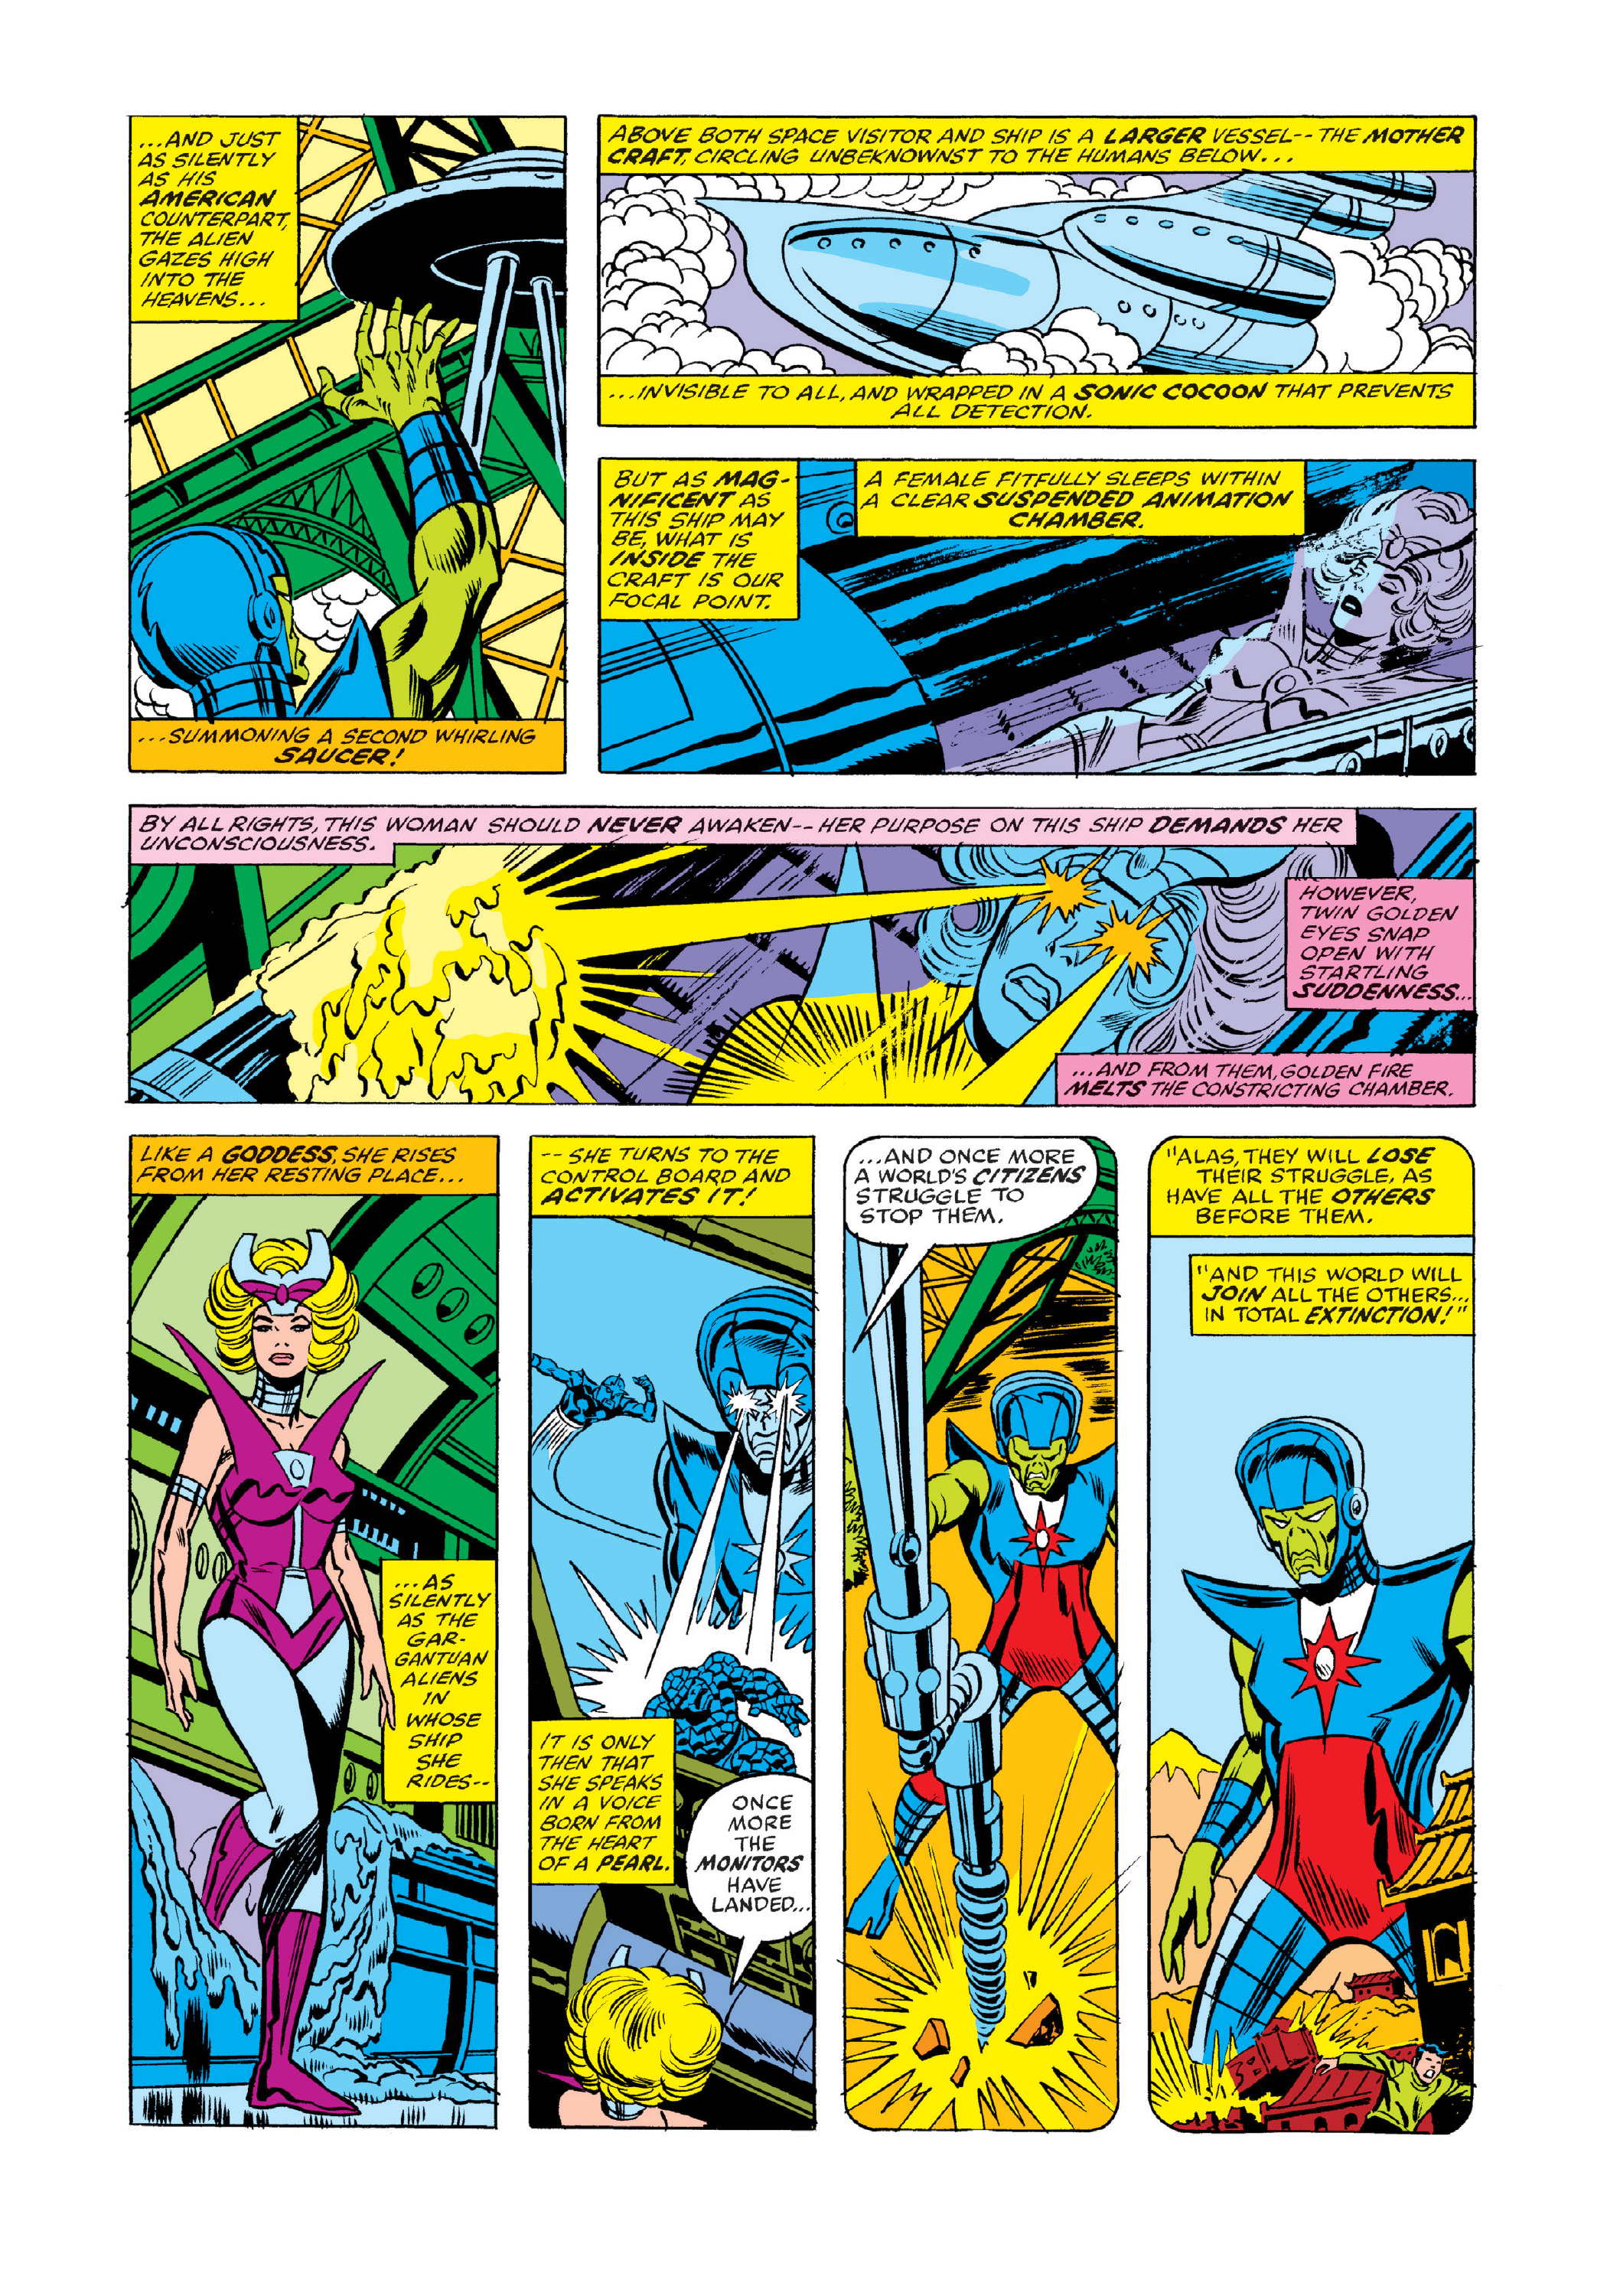 ...AND JUST
AS SILENTLY
AS HIS
AMERICAN
COUNTERPART,
THE ALIEN
GAZES HIGH
INTO THE
HEAVENS...
...SUMMONING A SECOND WHIRLING
SAUCER!
ABOVE BOTH SPACE VISITOR AND SHIP IS A LARGER VESSEL-- THE MOTHER
CRAFT, CIRCLING UNBEKNOWNST TO THE HUMANS BELOW...
...INVISIBLE TO ALL, AND WRAPPED IN A SONIC COCOON THAT PREVENTS
ALL DETECTION.
BUT AS MAG-
NIFICENT AS
THIS SHIP MAY
BE, WHAT IS
INSIDE THE
CRAFT IS OUR
FOCAL POINT.
A FEMALE FITFULLY SLEEPS WITHIN
A CLEAR SUSPENDED ANIMATION
CHAMBER.
BY ALL RIGHTS, THIS WOMAN SHOULD NEVER AWAKEN-- HER PURPOSE ON THIS SHIP DEMANDS HER
UNCONSCIOUSNESS.
HOWEVER,
TWIN GOLDEN
EYES SNAP
OPEN WITH
STARTLING
SUDDENNESS...
...AND FROM THEM, GOLDEN FIRE
MELTS THE CONSTRICTING CHAMBER.
LIKE A GODDESS, SHE RISES
FROM HER RESTING PLACE...
...AS
SILENTLY
AS THE
GAR-
GANTUAN
ALIENS
IN
WHOSE
SHIP
SHE
RIDES--
-- SHE TURNS TO THE
CONTROL BOARD AND
ACTIVATES IT!
IT IS ONLY
THEN THAT
SHE SPEAKS
IN A VOICE
BORN FROM
THE HEART
OF A PEARL.
ONCE
MORE
THE
MONITORS
HAVE
LANDED...
...AND ONCE MORE
A WORLD'S CITIZENS
STRUGGLE TO
STOP THEM.
"ALAS, THEY WILL LOSE
THEIR STRUGGLE, AS
HAVE ALL THE OTHERS
BEFORE THEM.
"AND THIS WORLD WILL
JOIN ALL THE OTHERS...
IN TOTAL EXTINCTION!"